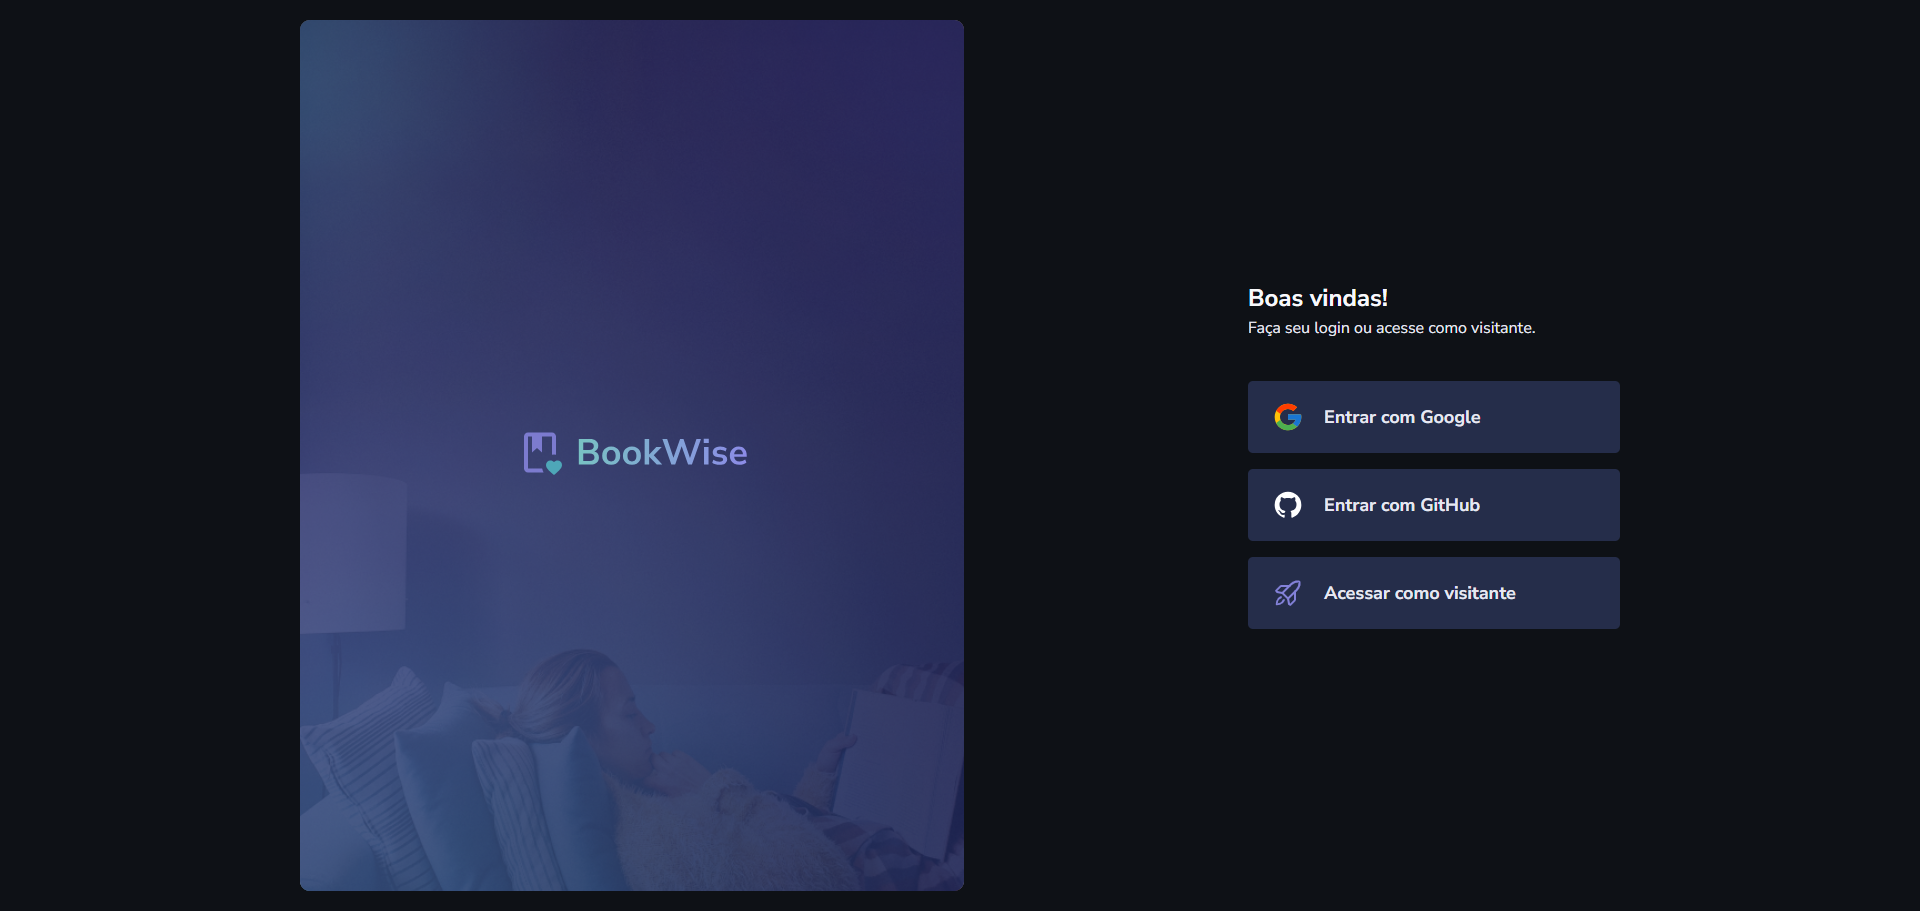 BookWise
Boas vindas!
Faça seu login ou acesse como visitante.
Entrar com Google
Entrar com GitHub
Acessar como visitante